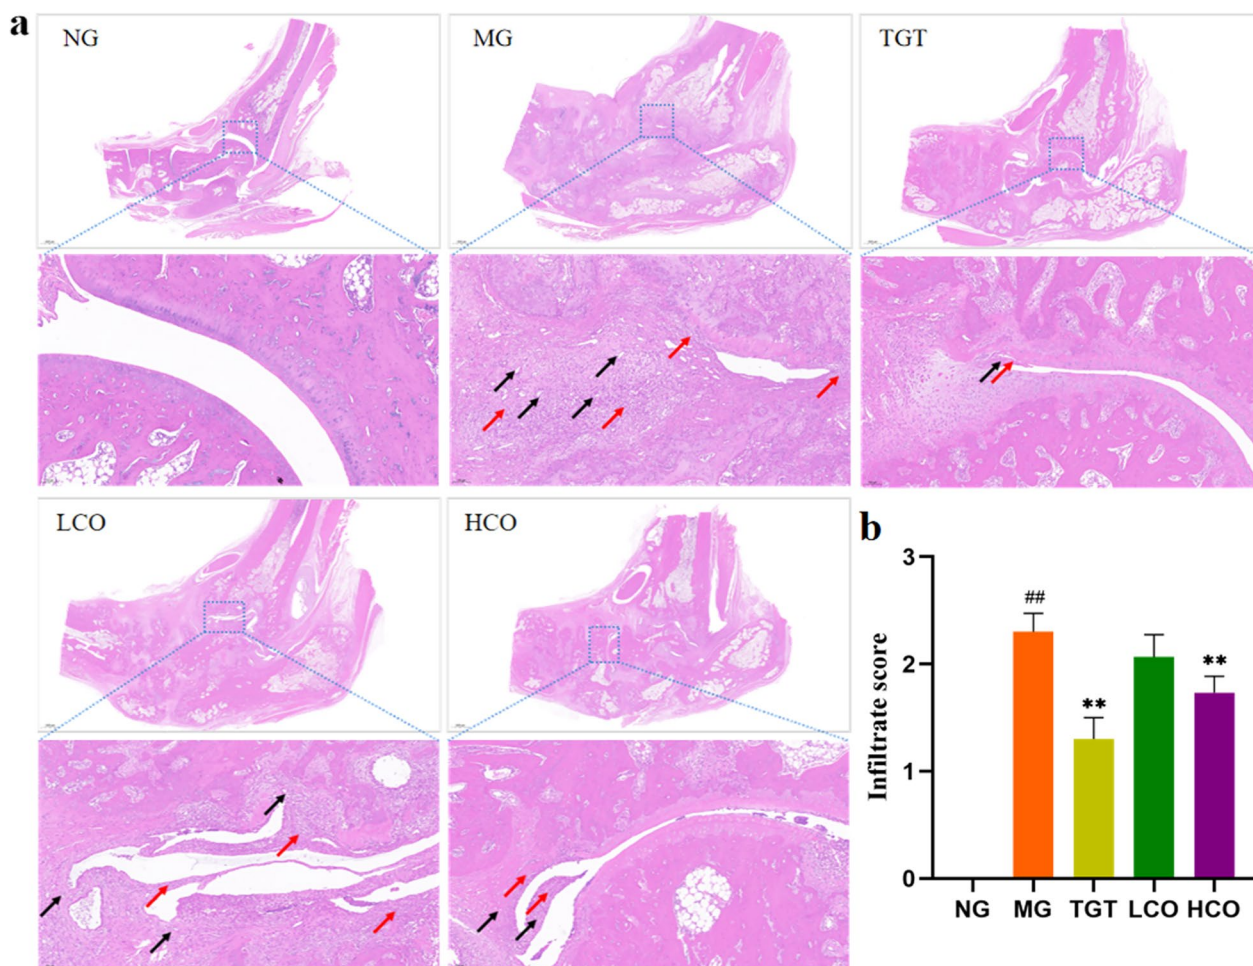 a
NG
MG
TGT
LCO
HCO
b
3
2
1
0
Infiltrate score
##
**
**
NG MG TGT LCO HCO